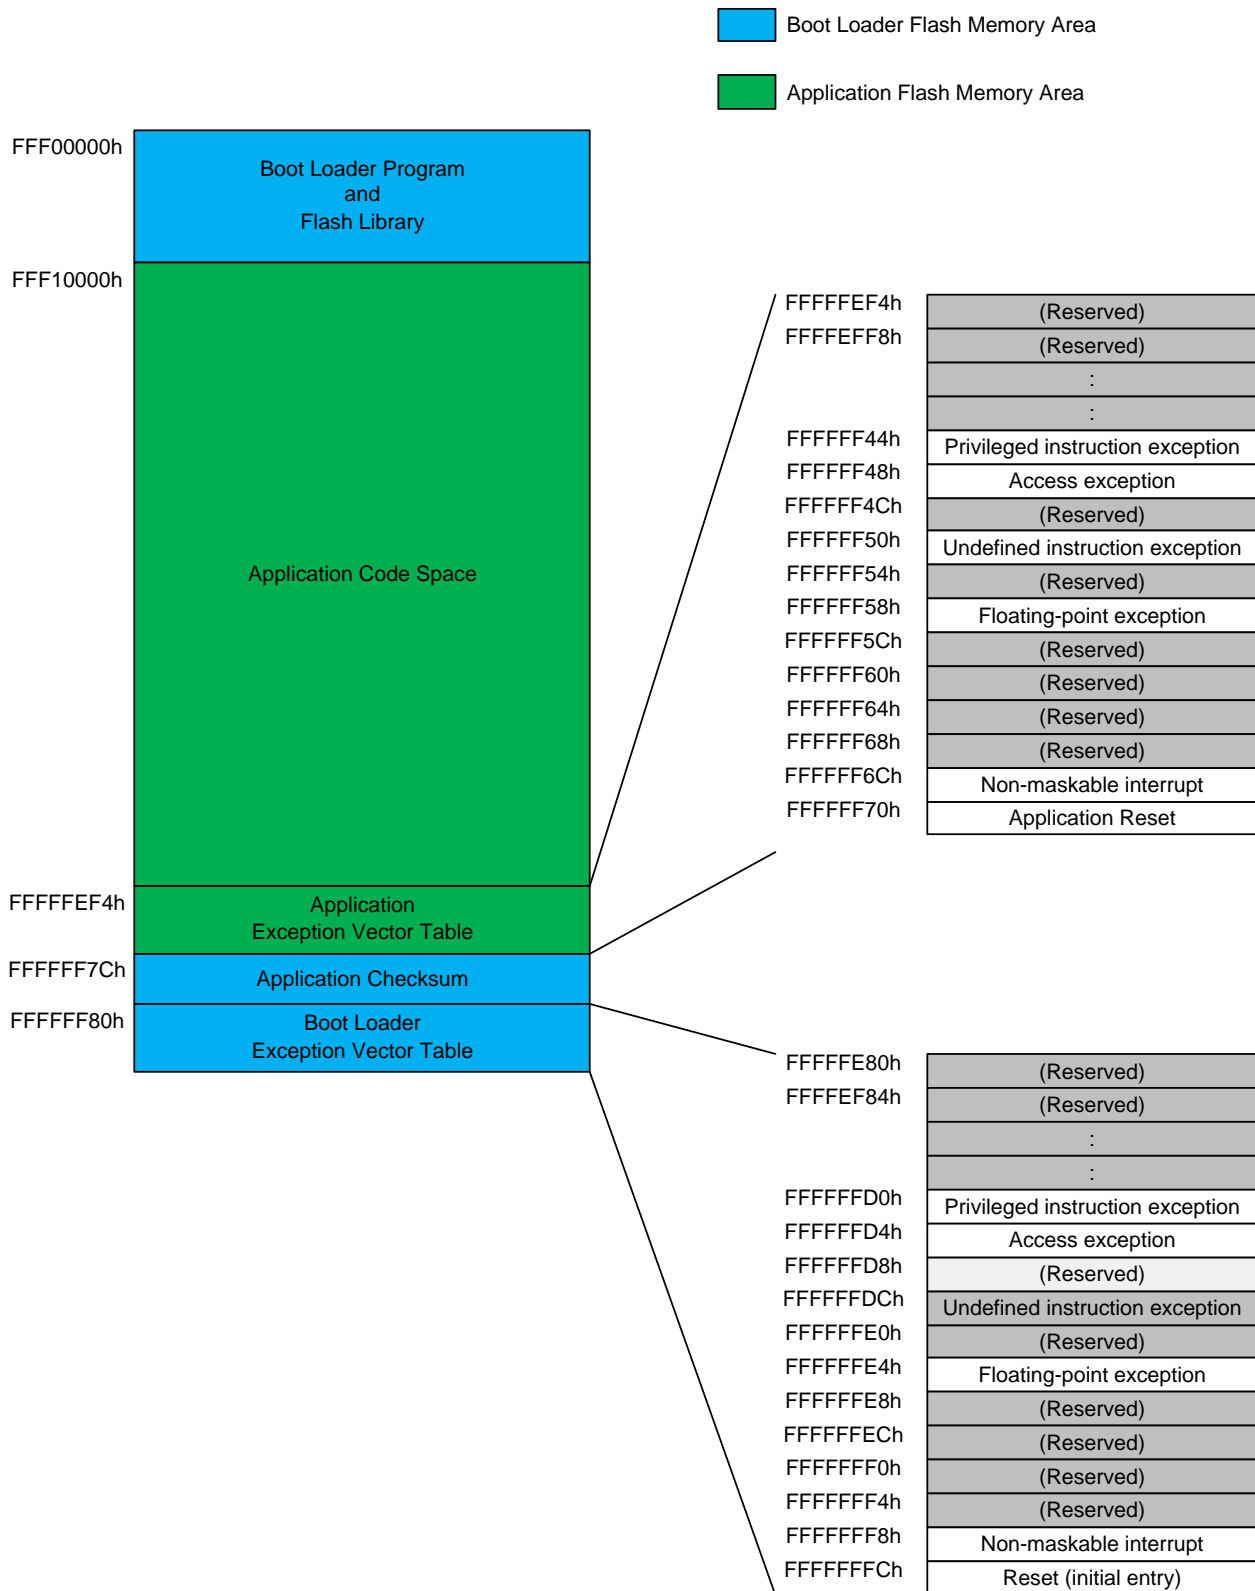 Boot Loader Flash Memory Area
Application Flash Memory Area
FFF00000h
Boot Loader Program
and
Flash Library
FFF10000h
Application Code Space
FFFFFEF4h
Application
Exception Vector Table
FFFFFF7Ch
Application Checksum
FFFFFF80h
Boot Loader
Exception Vector Table
FFFFFEF4h (Reserved)
FFFFEFF8h (Reserved)
:
:
FFFFFF44h Privileged instruction exception
FFFFFF48h Access exception
FFFFFF4Ch (Reserved)
FFFFFF50h Undefined instruction exception
FFFFFF54h (Reserved)
FFFFFF58h Floating-point exception
FFFFFF5Ch (Reserved)
FFFFFF60h (Reserved)
FFFFFF64h (Reserved)
FFFFFF68h (Reserved)
FFFFFF6Ch Non-maskable interrupt
FFFFFF70h Application Reset
FFFFFE80h (Reserved)
FFFFEF84h (Reserved)
:
:
FFFFFFD0h Privileged instruction exception
FFFFFFD4h Access exception
FFFFFFD8h (Reserved)
FFFFFFDCh Undefined instruction exception
FFFFFFE0h (Reserved)
FFFFFFE4h Floating-point exception
FFFFFFE8h (Reserved)
FFFFFFECh (Reserved)
FFFFFFF0h (Reserved)
FFFFFFF4h (Reserved)
FFFFFFF8h Non-maskable interrupt
FFFFFFFCh Reset (initial entry)